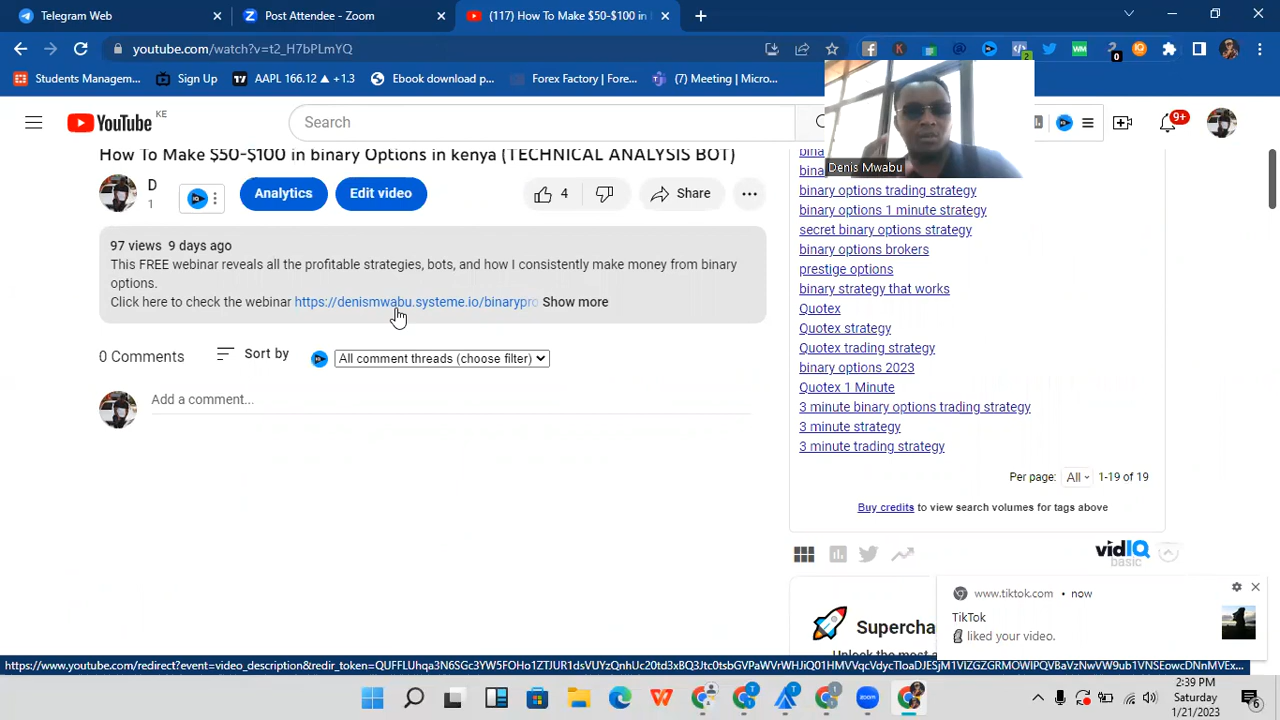 Telegram Web
Post Attendee - Zoom
(117) How To Make $50-$100 in
youtube.com/watch?v=t2_H7bPLmYQ
2
0
Students Managem...
Sign Up
AAPL 166.12 ▲ +1.3
Ebook download p...
Forex Factory | Fore...
(7) Meeting | Micro...
YouTube KE
Search
9+
Denis Mwabu
How To Make $50-$100 in binary Options in kenya (TECHNICAL ANALYSIS BOT)
D
1
Analytics
Edit video
4
Share
97 views 9 days ago
This FREE webinar reveals all the profitable strategies, bots, and how I consistently make money from binary
options.
Click here to check the webinar https://denismwabu.systeme.io/binarypro Show more
0 Comments
Sort by
All comment threads (choose filter)
Add a comment...
binary options trading strategy
binary options 1 minute strategy
secret binary options strategy
binary options brokers
prestige options
binary strategy that works
Quotex
Quotex strategy
Quotex trading strategy
binary options 2023
Quotex 1 Minute
3 minute binary options trading strategy
3 minute strategy
3 minute trading strategy
Per page: All 1-19 of 19
Buy credits to view search volumes for tags above
vidIQ
basic
Supercha
www.tiktok.com • now
TikTok
liked your video.
2:39 PM
Saturday
1/21/2023
6